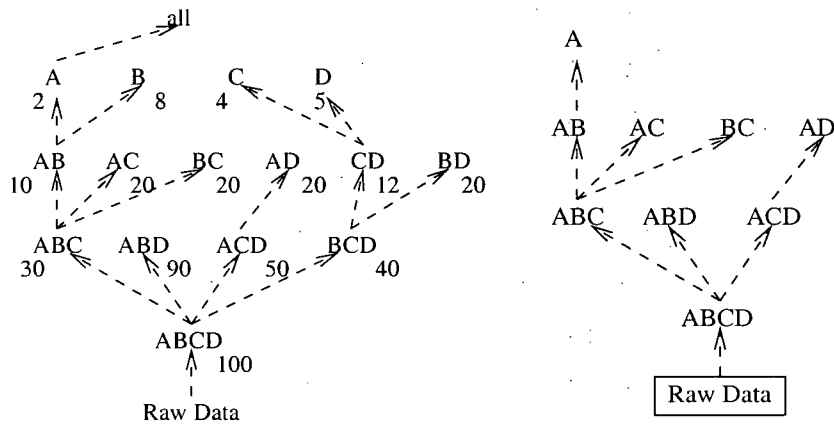 all
A B C D
2 8 4 5
AB AC BC AD CD BD
10 20 20 20 12 20
ABC ABD ACD BCD
30 90 50 40
ABCD
100
Raw Data
A
AB AC BC AD
ABC ABD ACD
ABCD
Raw Data